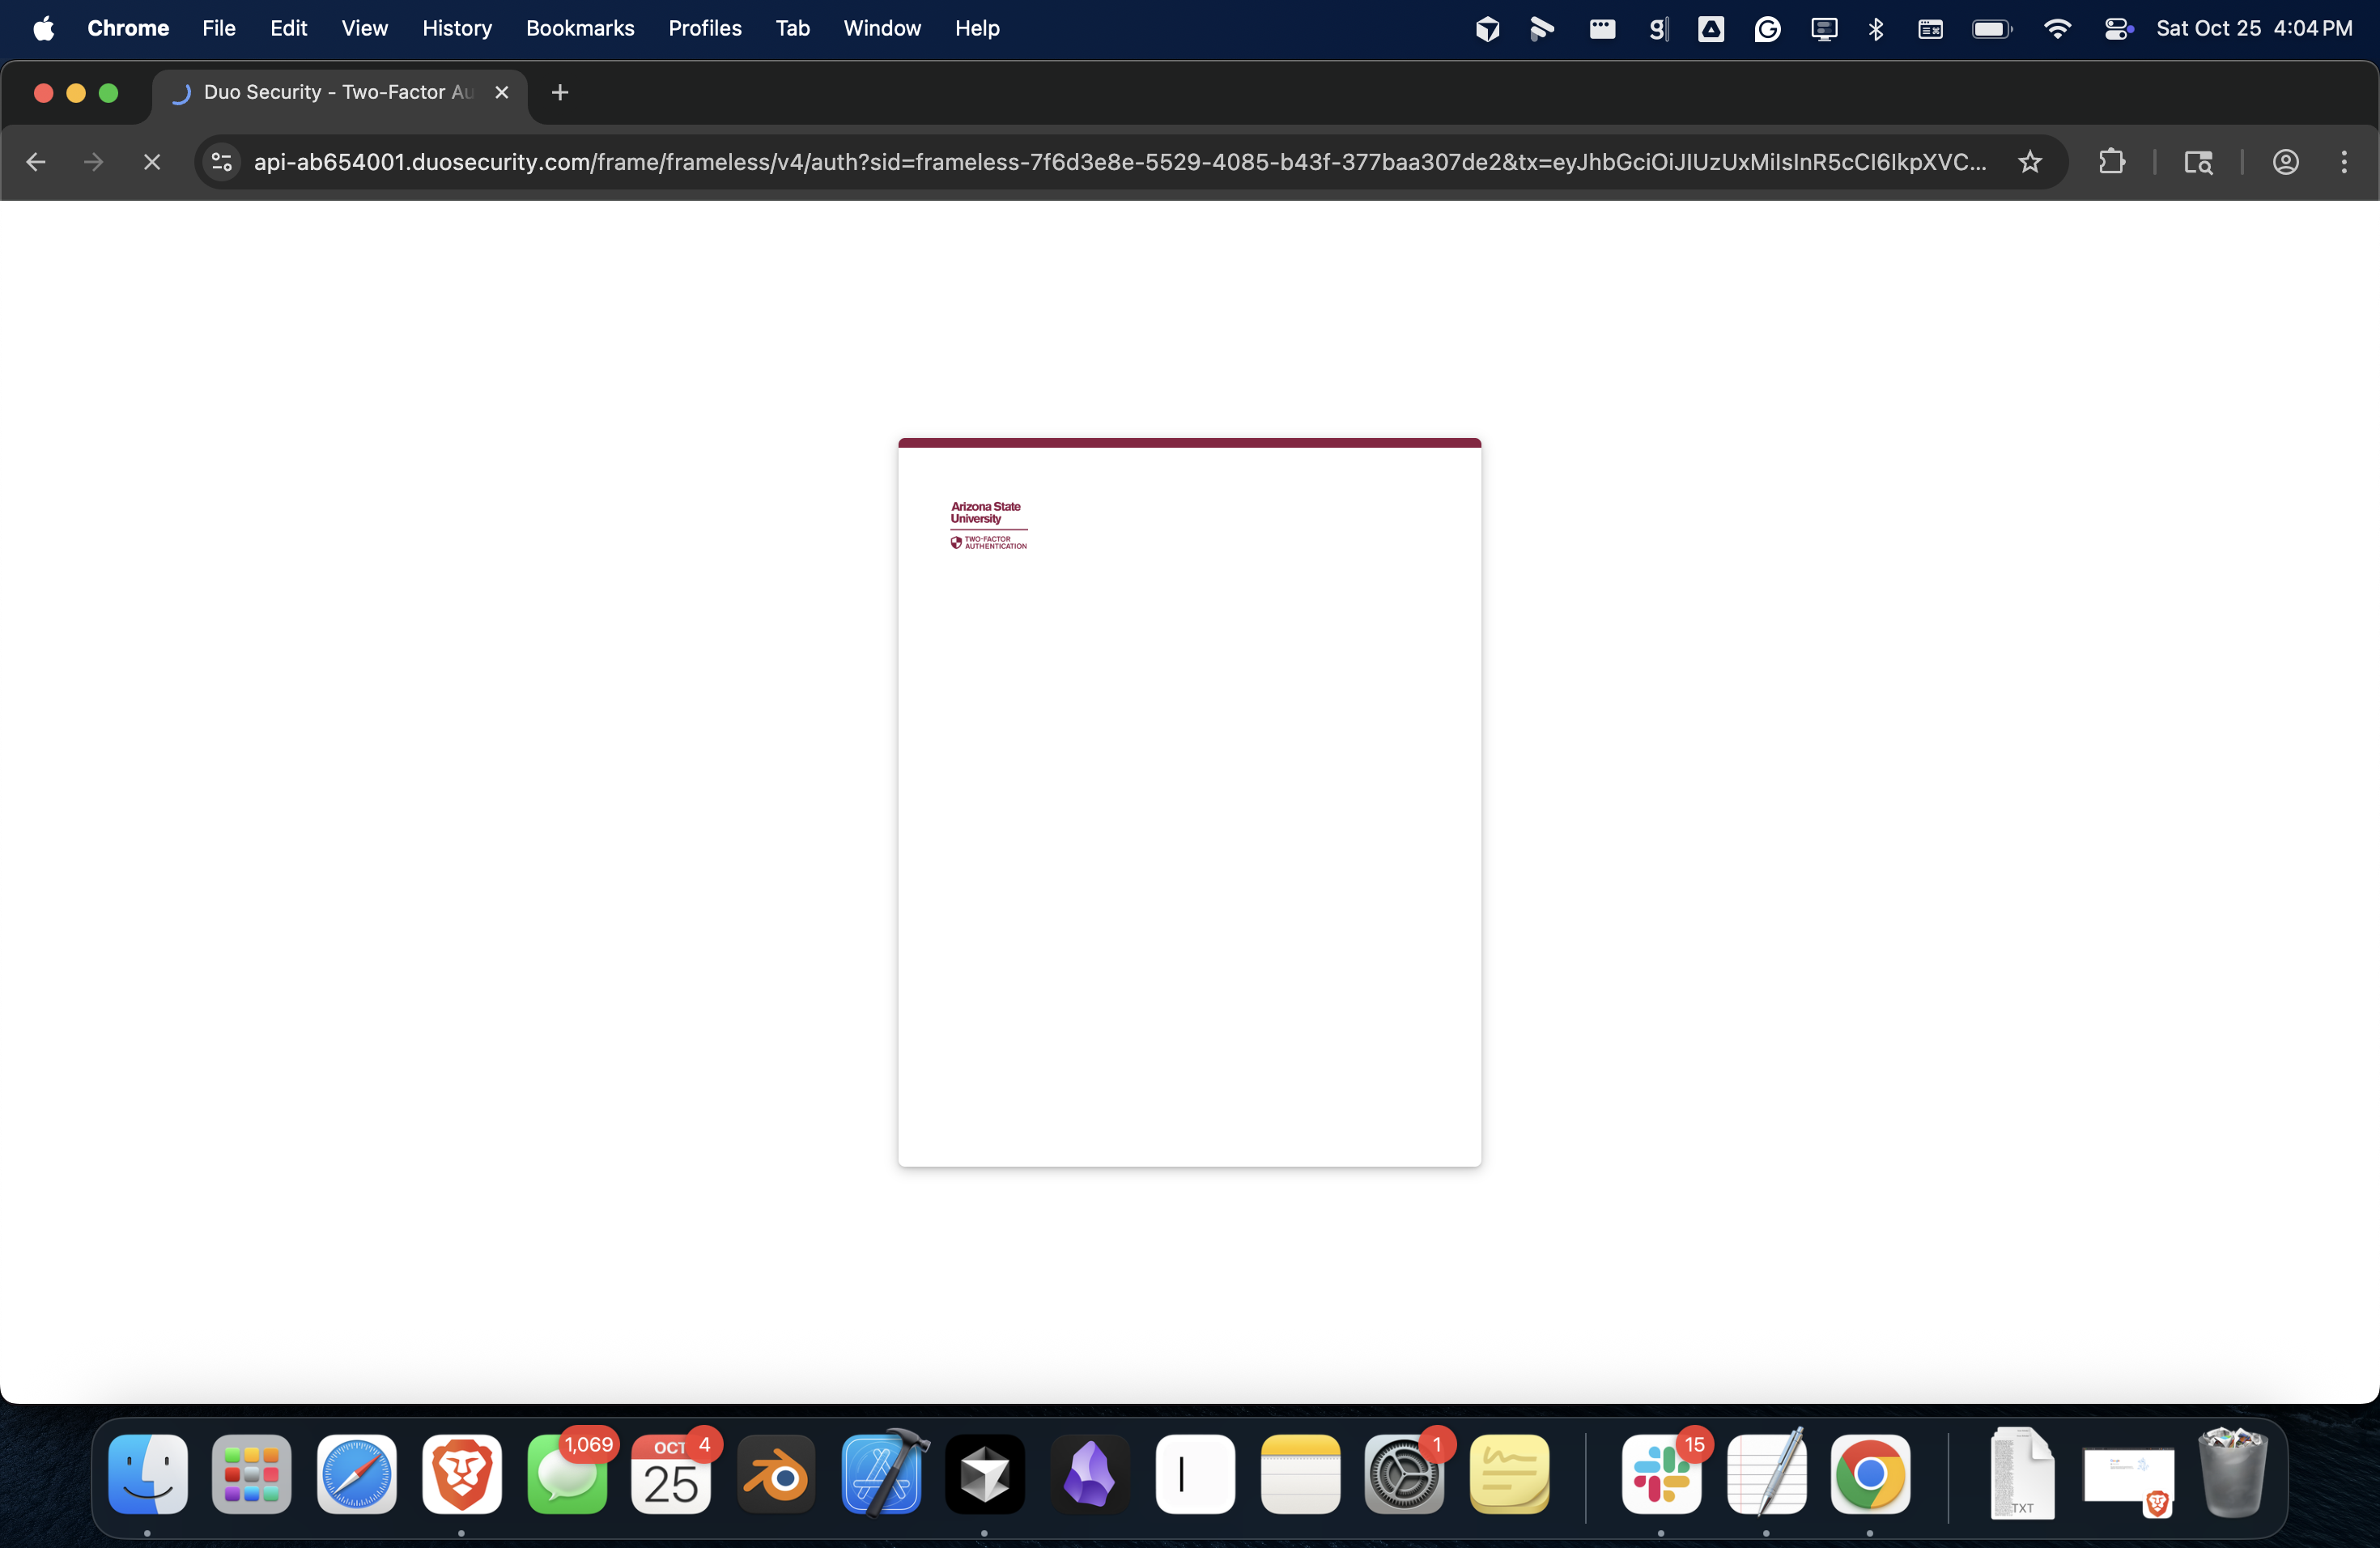 Chrome File Edit View History Bookmarks Profiles Tab Window Help Sat Oct 25 4:04 PM
Duo Security - Two-Factor Au
api-ab654001.duosecurity.com/frame/frameless/v4/auth?sid=frameless-7f6d3e8e-5529-4085-b43f-377baa307de2&tx=eyJhbGciOiJIUzUxMiIsInR5cCI6IkpXVC...
Arizona State
University
TWO-FACTOR
AUTHENTICATION
1,069 OCT 4 1 15
25
TXT